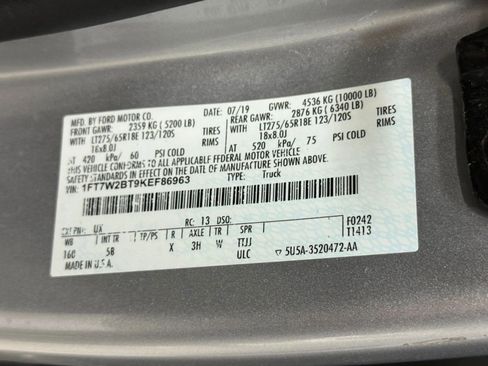 MFD. BY FORD MOTOR CO. 07/19 GVWR: 4536 KG (10000 LB)
FRONT GAWR: 2359 KG (5200 LB) REAR GAWR: 2876 KG (6340 LB)
LT275/65R18E 123/120S TIRES LT275/65R18E 123/120S TIRES
18x8.0J RIMS 18x8.0J RIMS
AT 420 kPa/ 60 PSI COLD AT 520 kPa/ 75 PSI COLD
THIS VEHICLE CONFORMS TO ALL APPLICABLE FEDERAL MOTOR VEHICLE
SAFETY STANDARDS IN EFFECT ON THE DATE OF MANUFACTURE SHOWN ABOVE.
VIN: 1FT7W2BT9KEF86963 TYPE: Truck
EXT PNT: UX RC: 13 DSO: F0242
WB INT TR TP/PS R AXLE TR SPR T1413
160 5B X 3H W TTJJ
MADE IN U.S.A. ULC 5U5A-3520472-AA